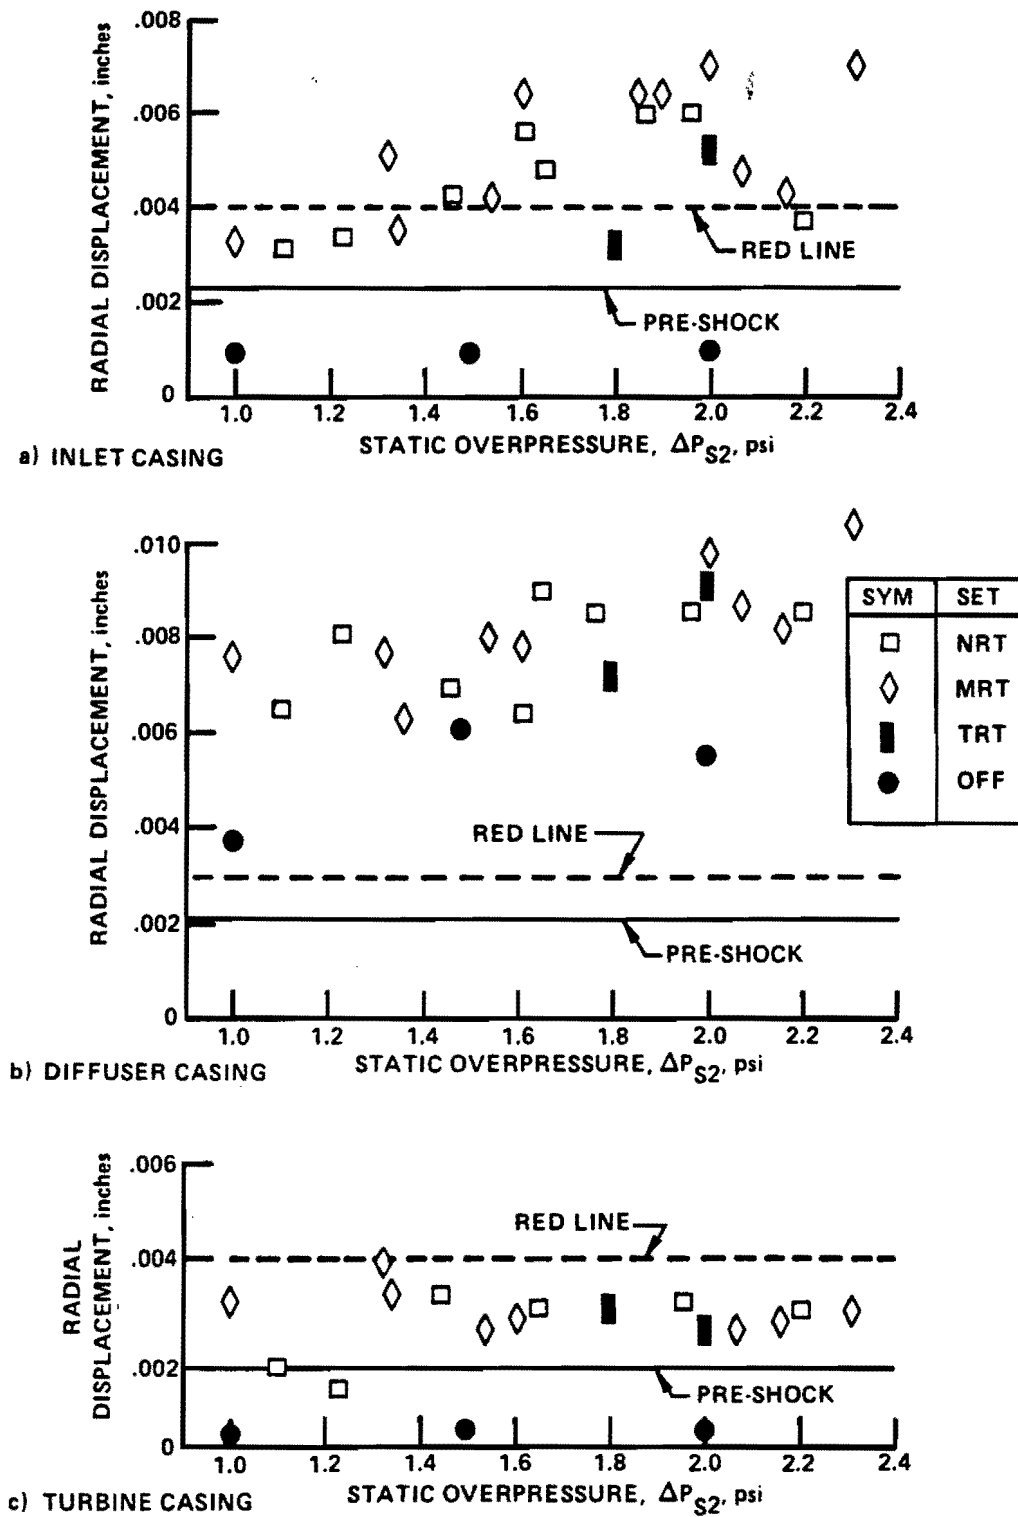 .008
.006
.004
.002
0
RADIAL DISPLACEMENT, inches
RED LINE
PRE-SHOCK
1.0 1.2 1.4 1.6 1.8 2.0 2.2 2.4
STATIC OVERPRESSURE, ΔPS2, psi
a) INLET CASING
.010
.008
.006
.004
.002
0
RADIAL DISPLACEMENT, inches
SYM SET
NRT
MRT
TRT
OFF
RED LINE
PRE-SHOCK
1.0 1.2 1.4 1.6 1.8 2.0 2.2 2.4
STATIC OVERPRESSURE, ΔPS2, psi
b) DIFFUSER CASING
.006
.004
.002
0
RADIAL
DISPLACEMENT, inches
RED LINE
PRE-SHOCK
1.0 1.2 1.4 1.6 1.8 2.0 2.2 2.4
STATIC OVERPRESSURE, ΔPS2, psi
c) TURBINE CASING